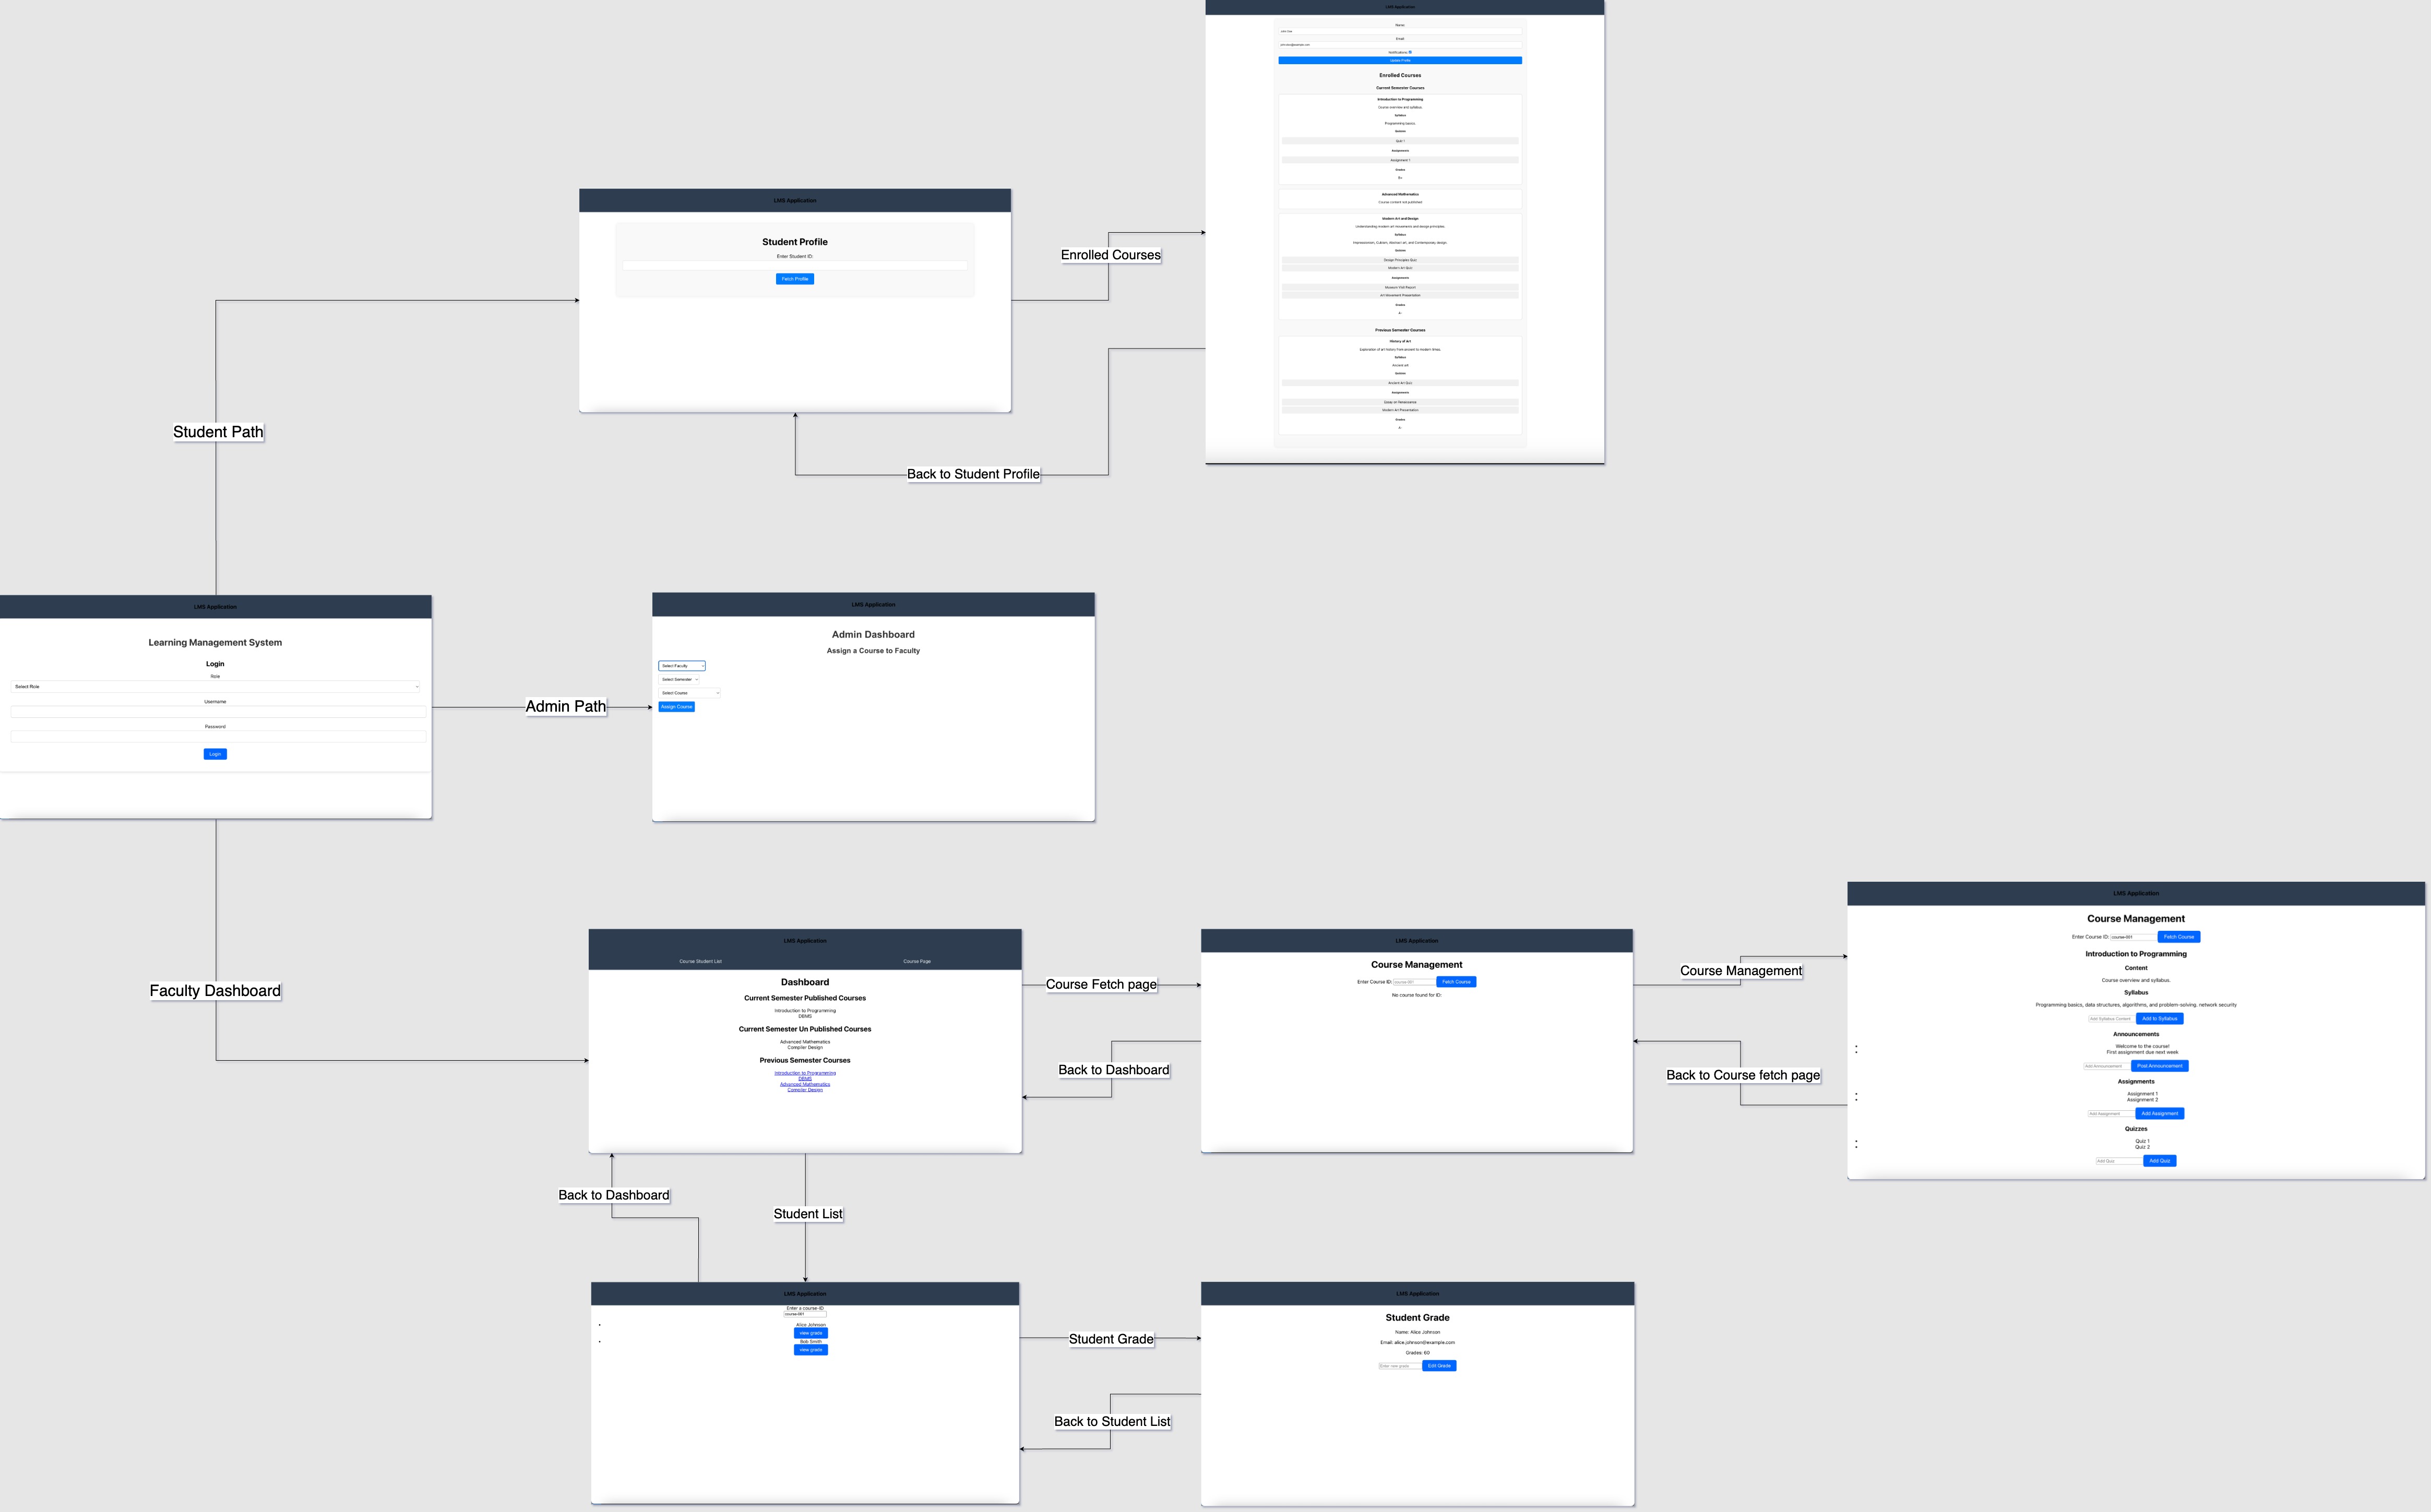 LMS Application
Name:
John Doe
Email:
john.doe@example.com
Notifications:
Update Profile
Enrolled Courses
Current Semester Courses
Introduction to Programming
Course overview and syllabus.
Syllabus
Programming basics.
Quizzes
Quiz 1
Assignments
Assignment 1
Grades
B+
Advanced Mathematics
Course content not published
Modern Art and Design
Understanding modern art movements and design principles.
Syllabus
Impressionism, Cubism, Abstract art, and Contemporary design.
Quizzes
Design Principles Quiz
Modern Art Quiz
Assignments
Museum Visit Report
Art Movement Presentation
Grades
A-
Previous Semester Courses
History of Art
Exploration of art history from ancient to modern times.
Syllabus
Ancient art
Quizzes
Ancient Art Quiz
Assignments
Essay on Renaissance
Modern Art Presentation
Grades
A-
LMS Application
Student Profile
Enter Student ID:
Fetch Profile
Enrolled Courses
Back to Student Profile
Student Path
LMS Application
Learning Management System
Login
Role
Select Role
Username
Password
Login
Admin Path
LMS Application
Admin Dashboard
Assign a Course to Faculty
Select Faculty
Select Semester
Select Course
Assign Course
Faculty Dashboard
LMS Application
Course Student List
Course Page
Dashboard
Current Semester Published Courses
Introduction to Programming
DBMS
Current Semester Un Published Courses
Advanced Mathematics
Compiler Design
Previous Semester Courses
Introduction to Programming
DBMS
Advanced Mathematics
Compiler Design
Course Fetch page
Back to Dashboard
LMS Application
Course Management
Enter Course ID: course-001 Fetch Course
No course found for ID:
Course Management
Back to Course fetch page
LMS Application
Course Management
Enter Course ID: course-001 Fetch Course
Introduction to Programming
Content
Course overview and syllabus.
Syllabus
Programming basics, data structures, algorithms, and problem-solving. network security
Add Syllabus Content Add to Syllabus
Announcements
Welcome to the course!
First assignment due next week
Add Announcement Post Announcement
Assignments
Assignment 1
Assignment 2
Add Assignment Add Assignment
Quizzes
Quiz 1
Quiz 2
Add Quiz Add Quiz
Back to Dashboard
Student List
LMS Application
Enter a course-ID
course-001
Alice Johnson
view grade
Bob Smith
view grade
Student Grade
Back to Student List
LMS Application
Student Grade
Name: Alice Johnson
Email: alice.johnson@example.com
Grades: 60
Enter new grade Edit Grade